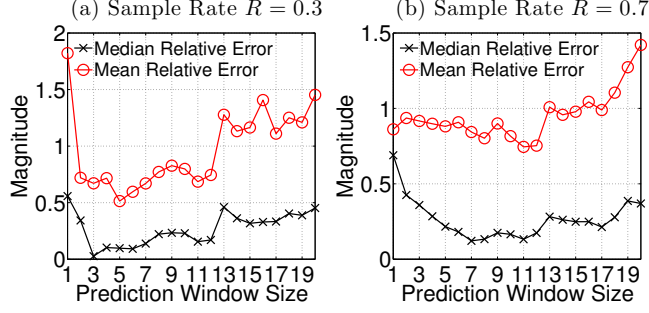 (a) Sample Rate R = 0.3
2
1.5
1
0.5
0
Magnitude
Median Relative Error
Mean Relative Error
1 3 5 7 9 11 13 15 17 19
Prediction Window Size
(b) Sample Rate R = 0.7
1.5
1
0.5
0
Magnitude
Median Relative Error
Mean Relative Error
1 3 5 7 9 11 13 15 17 19
Prediction Window Size